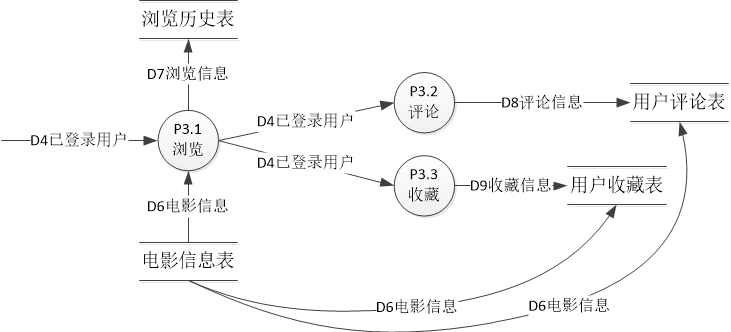 浏览历史表
D7浏览信息
P3.2
评论
D8评论信息
用户评论表
D4已登录用户
D4已登录用户
P3.1
浏览
D4已登录用户
P3.3
收藏
D9收藏信息
用户收藏表
D6电影信息
电影信息表
D6电影信息
D6电影信息